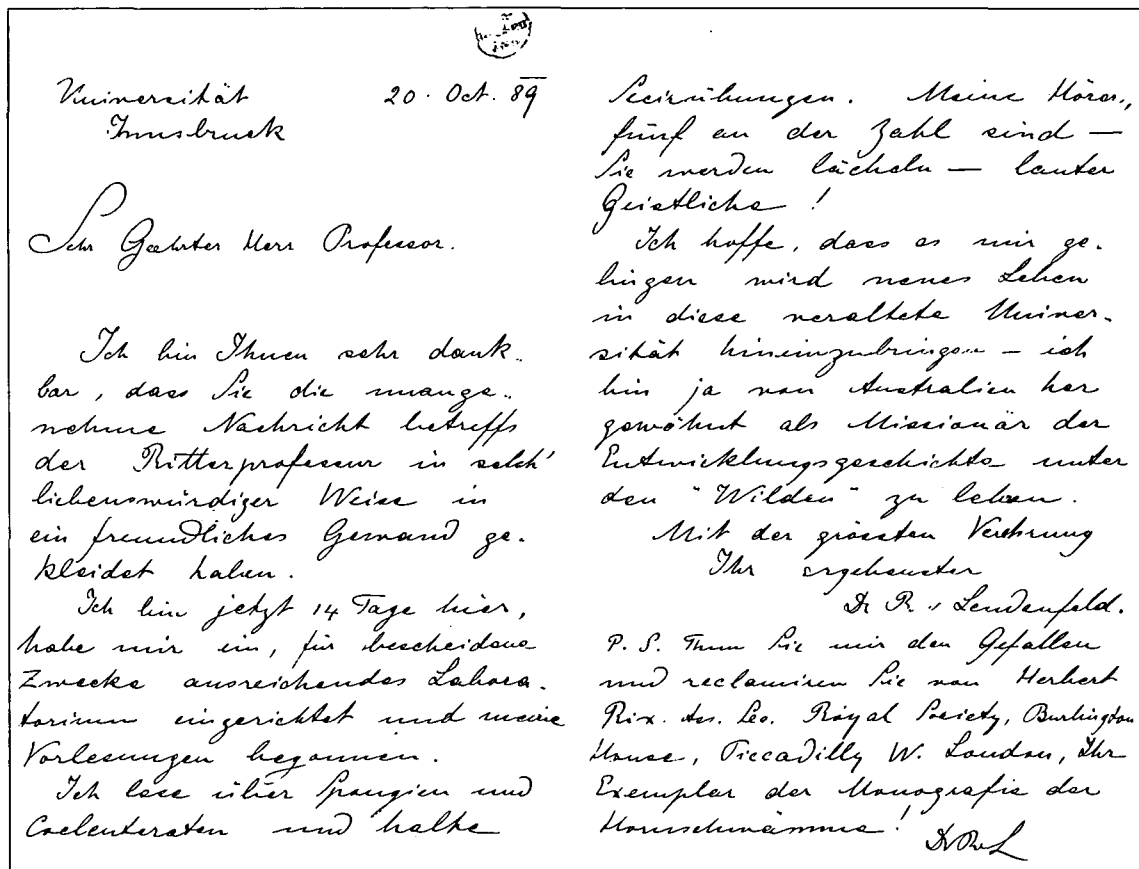 Universität 20. Oct. 89
Innsbruck
Sehr Geehrter Herr Professor.
Ich bin Ihnen sehr dank-
bar, dass Sie die unange-
nehme Nachricht betreffs
der Ritterprofessur in solch'
liebenswürdiger Weise in
ein freundliches Gewand ge-
kleidet haben.
Ich bin jetzt 14 Tage hier,
habe mir ein, für bescheidene
Zwecke ausreichendes Labora-
torium eingerichtet und meine
Vorlesungen begonnen.
Ich lese über Spongien und
Coelenteraten und halte
Secirübungen. Meine Hörer,
fünf an der Zahl sind —
Sie werden lächeln — lauter
Geistliche!
Ich hoffe, dass es mir ge-
lingen wird neues Leben
in diese veraltete Univer-
sität hineinzubringen - ich
bin ja von Australien her
gewöhnt als Missionär der
Entwicklungsgeschichte unter
den "Wilden" zu leben.
Mit der grössten Verehrung
Ihr ergebenster
Dr R. v Lendenfeld.
P. S. Thun Sie mir den Gefallen
und reclamiren Sie von Herbert
Rix. Ass. Sec. Royal Society, Burlington
House, Piccadilly W. London, Ihr
Exemplar der Monografie der
Hornschwämme!
DrRvL